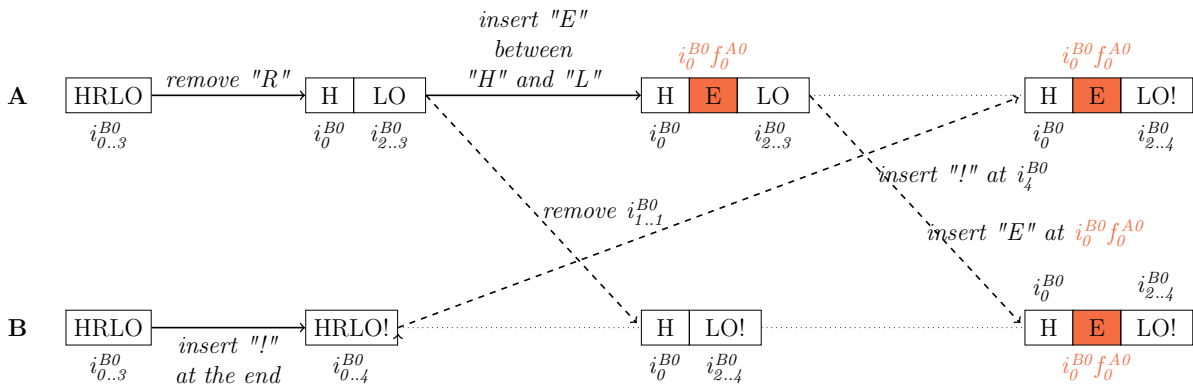 insert "E"
between
"H" and "L"
remove "R"
i_0^{B0} f_0^{A0}
i_0^{B0} f_0^{A0}
A HRLO H LO H E LO H E LO!
i_{0..3}^{B0} i_0^{B0} i_{2..3}^{B0} i_0^{B0} i_{2..3}^{B0} i_0^{B0} i_{2..4}^{B0}
insert "!" at i_4^{B0}
remove i_{1..1}^{B0}
insert "E" at i_0^{B0} f_0^{A0}
i_0^{B0} i_{2..4}^{B0}
B HRLO HRLO! H LO! H E LO!
insert "!"
at the end
i_{0..3}^{B0} i_{0..4}^{B0} i_0^{B0} i_{2..4}^{B0} i_0^{B0} f_0^{A0}